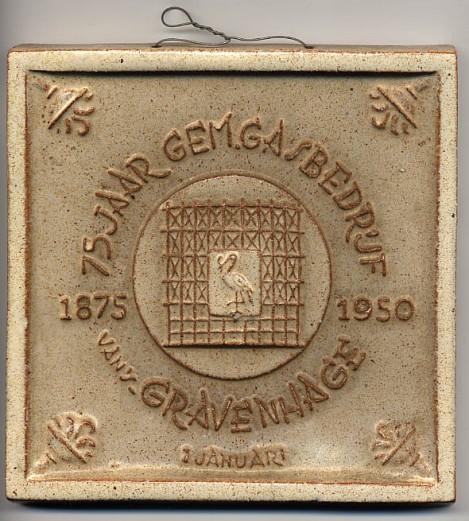 75 JAAR GEM. GASBEDRIJF
1875 1950
VAN 'S-GRAVENHAGE
1 JANUARI